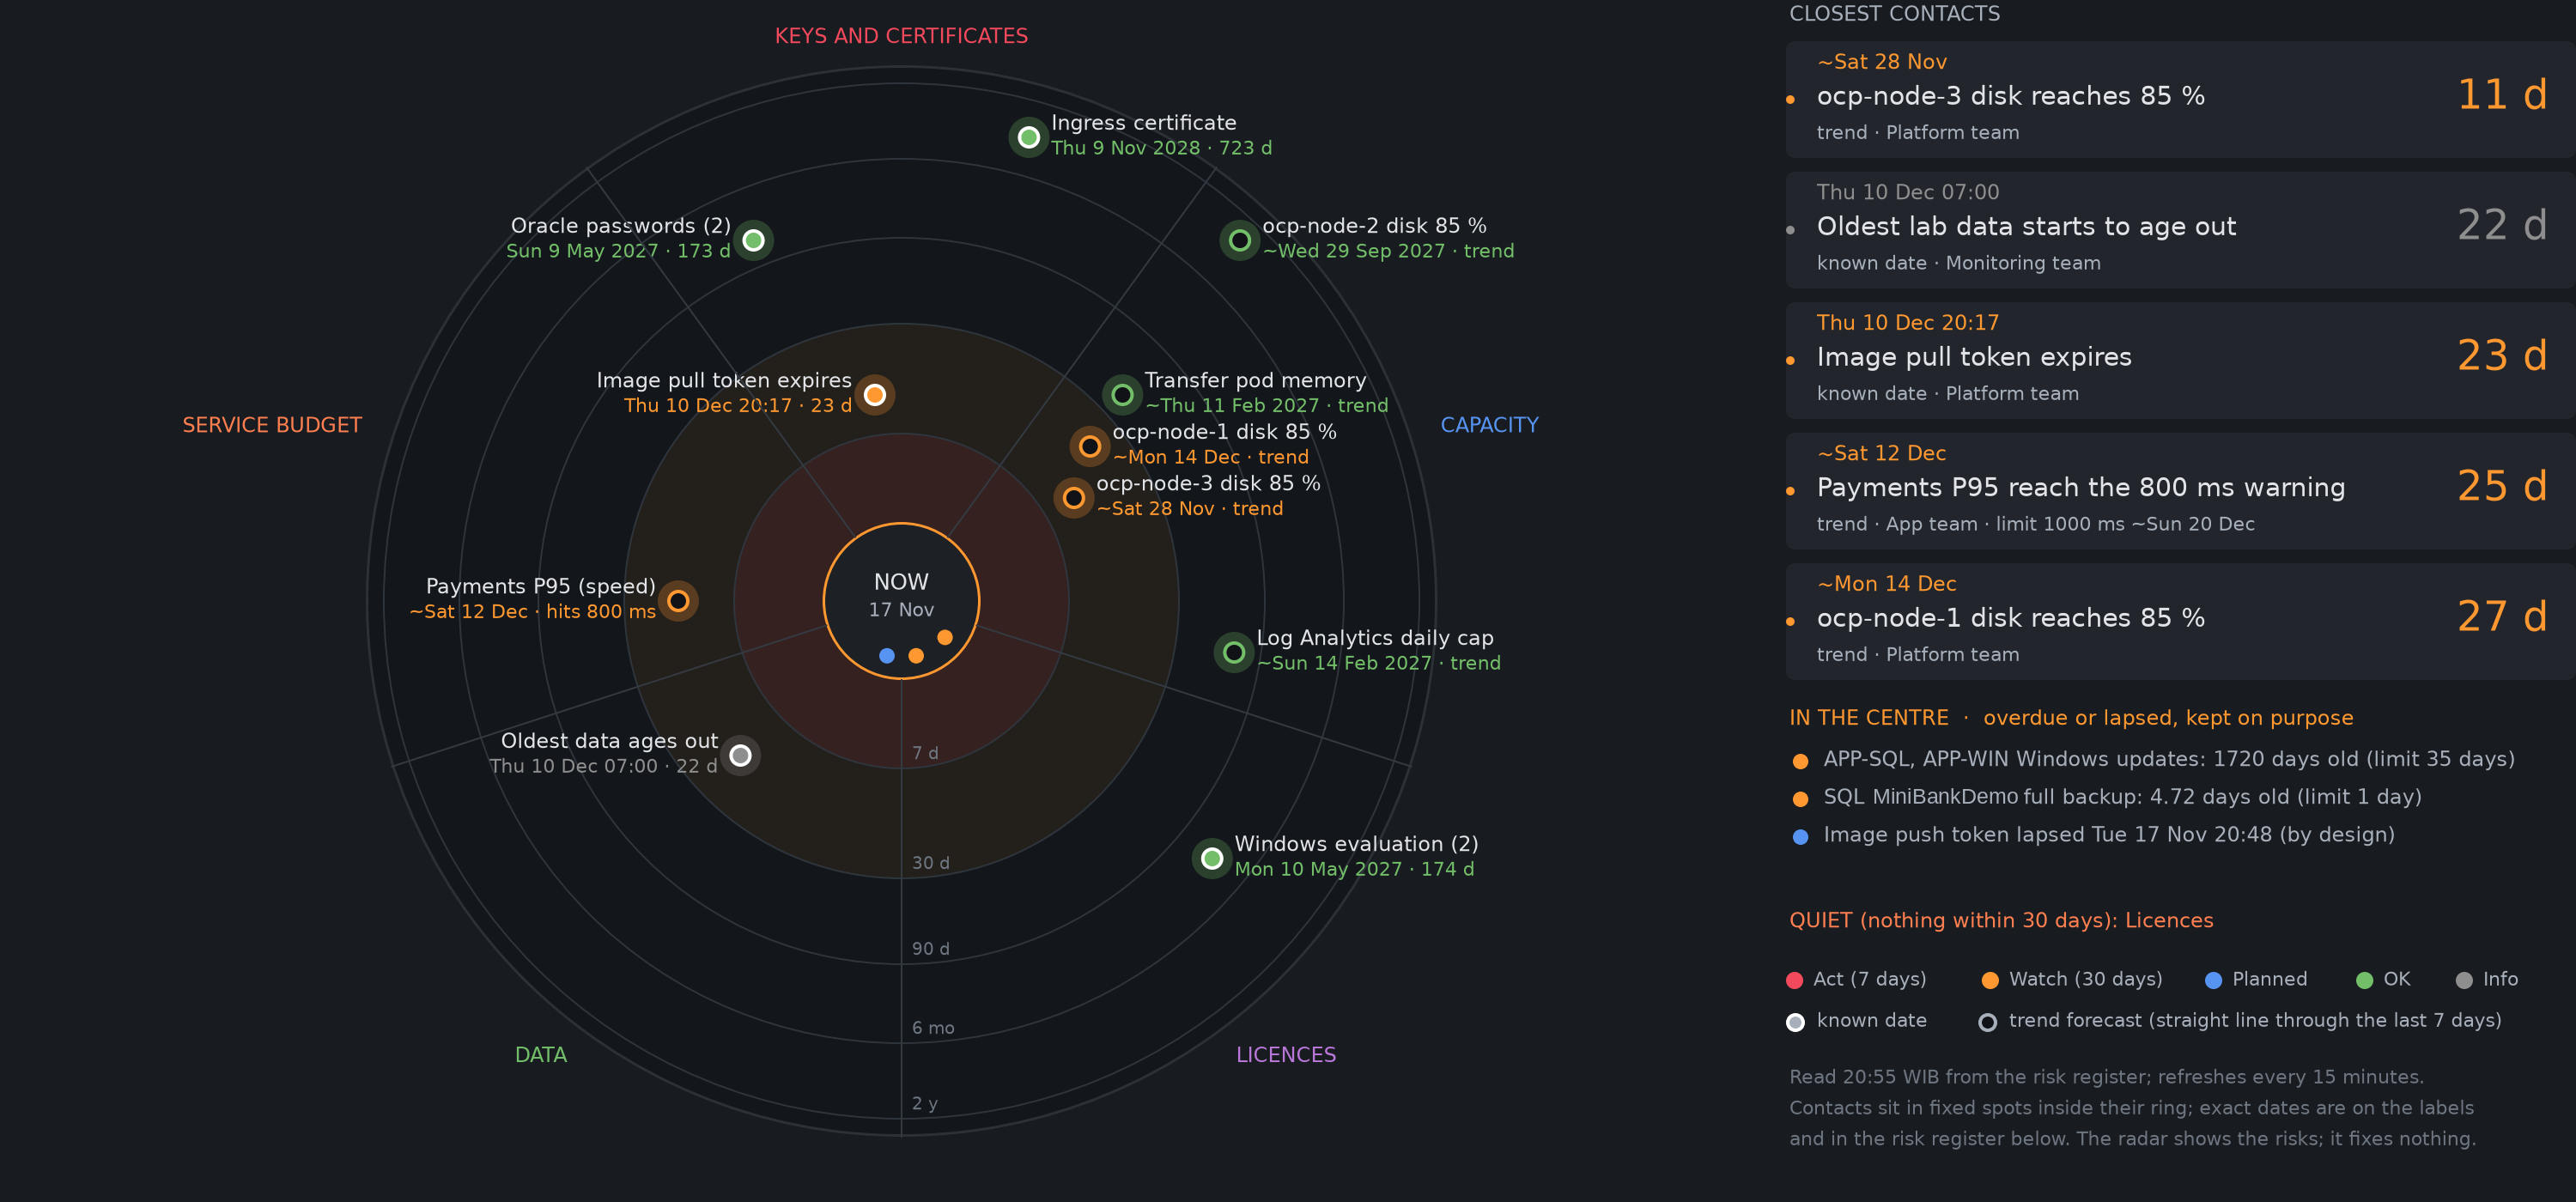 KEYS AND CERTIFICATES
Ingress certificate
Thu 9 Nov 2028 · 723 d
Oracle passwords (2)
Sun 9 May 2027 · 173 d
ocp-node-2 disk 85 %
~Wed 29 Sep 2027 · trend
Image pull token expires
Thu 10 Dec 20:17 · 23 d
Transfer pod memory
~Thu 11 Feb 2027 · trend
SERVICE BUDGET
CAPACITY
ocp-node-1 disk 85 %
~Mon 14 Dec · trend
ocp-node-3 disk 85 %
~Sat 28 Nov · trend
NOW
17 Nov
Payments P95 (speed)
~Sat 12 Dec · hits 800 ms
Log Analytics daily cap
~Sun 14 Feb 2027 · trend
Oldest data ages out
Thu 10 Dec 07:00 · 22 d
7 d
Windows evaluation (2)
Mon 10 May 2027 · 174 d
30 d
90 d
6 mo
2 y
DATA
LICENCES
CLOSEST CONTACTS
~Sat 28 Nov
ocp-node-3 disk reaches 85 %
11 d
trend · Platform team
Thu 10 Dec 07:00
Oldest lab data starts to age out
22 d
known date · Monitoring team
Thu 10 Dec 20:17
Image pull token expires
23 d
known date · Platform team
~Sat 12 Dec
Payments P95 reach the 800 ms warning
25 d
trend · App team · limit 1000 ms ~Sun 20 Dec
~Mon 14 Dec
ocp-node-1 disk reaches 85 %
27 d
trend · Platform team
IN THE CENTRE · overdue or lapsed, kept on purpose
APP-SQL, APP-WIN Windows updates: 1720 days old (limit 35 days)
SQL MiniBankDemo full backup: 4.72 days old (limit 1 day)
Image push token lapsed Tue 17 Nov 20:48 (by design)
QUIET (nothing within 30 days): Licences
Act (7 days) Watch (30 days) Planned OK Info
known date trend forecast (straight line through the last 7 days)
Read 20:55 WIB from the risk register; refreshes every 15 minutes.
Contacts sit in fixed spots inside their ring; exact dates are on the labels
and in the risk register below. The radar shows the risks; it fixes nothing.